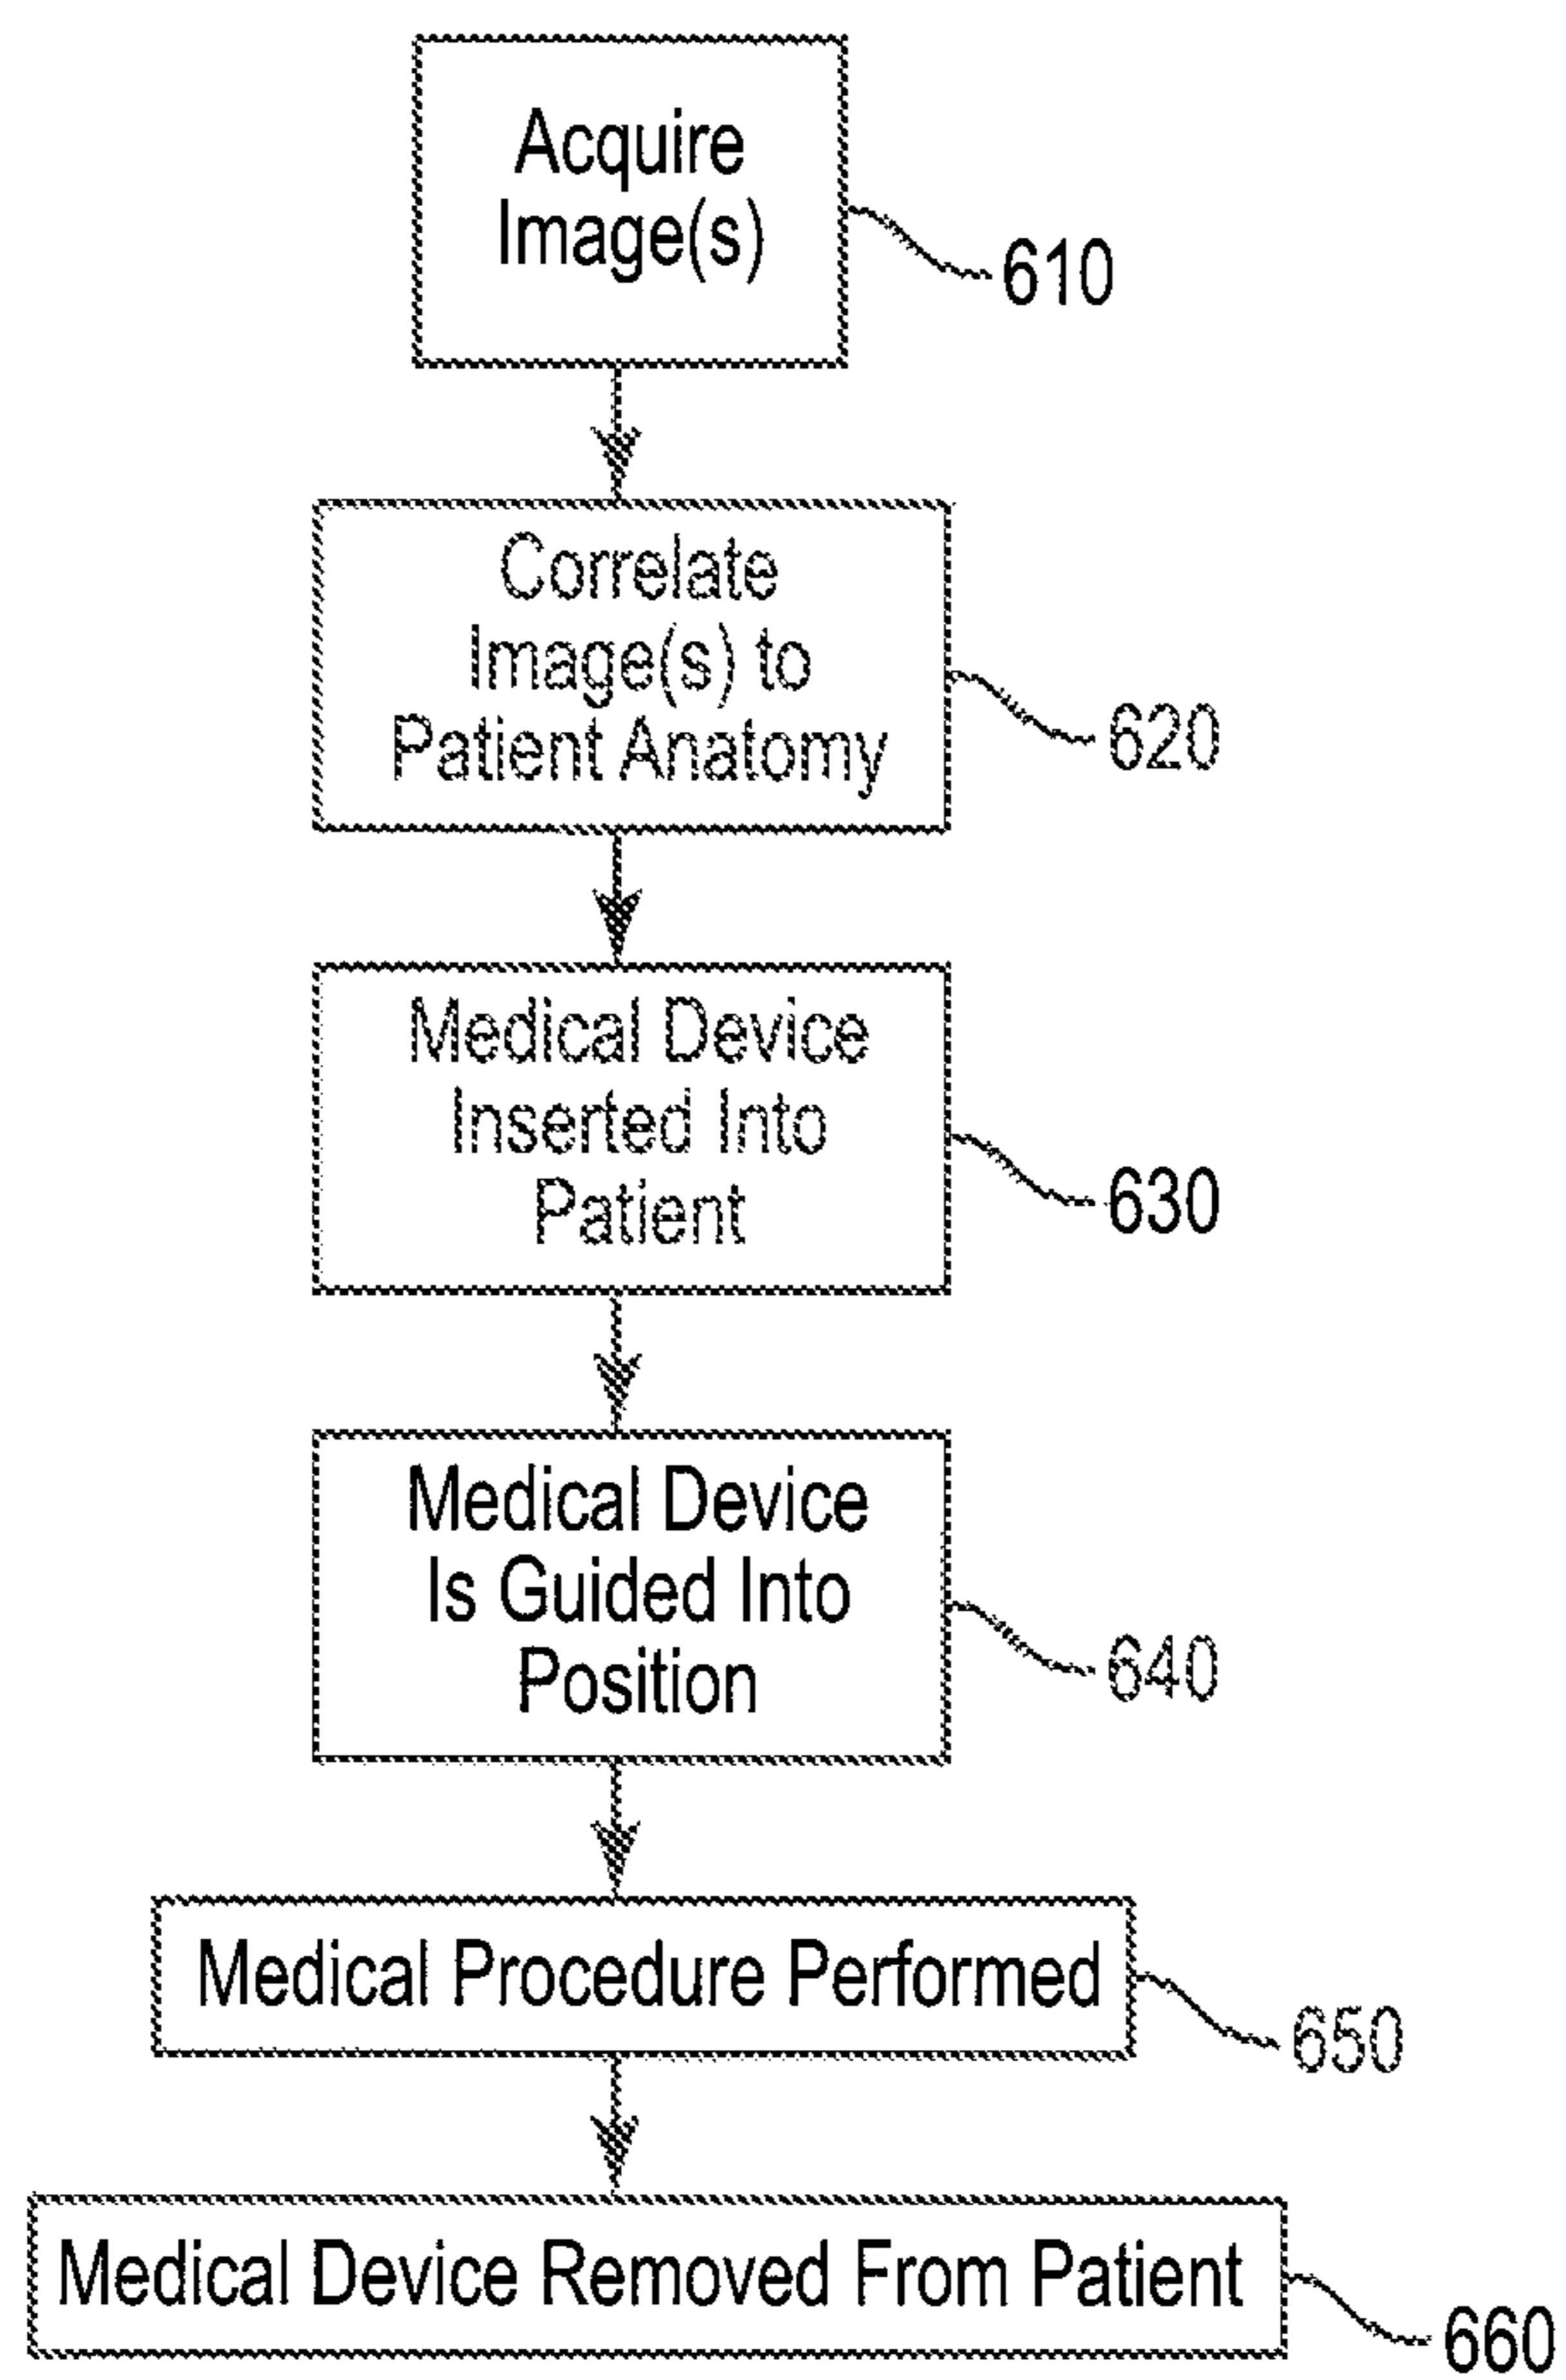 Acquire
Image(s)
610
Correlate
Image(s) to
Patient Anatomy
620
Medical Device
Inserted Into
Patient
630
Medical Device
Is Guided Into
Position
640
Medical Procedure Performed
650
Medical Device Removed From Patient
660